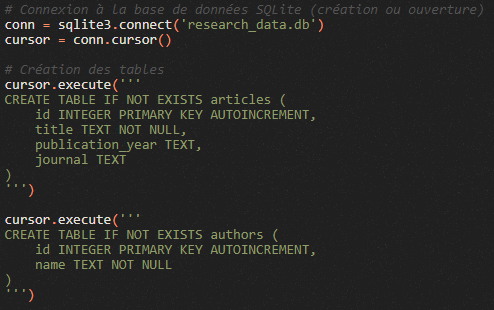 # Connexion à la base de données SQLite (création ou ouverture)
conn = sqlite3.connect('research_data.db')
cursor = conn.cursor()
# Création des tables
cursor.execute('''
CREATE TABLE IF NOT EXISTS articles (
id INTEGER PRIMARY KEY AUTOINCREMENT,
title TEXT NOT NULL,
publication_year TEXT,
journal TEXT
)
''')
cursor.execute('''
CREATE TABLE IF NOT EXISTS authors (
id INTEGER PRIMARY KEY AUTOINCREMENT,
name TEXT NOT NULL
)
''')